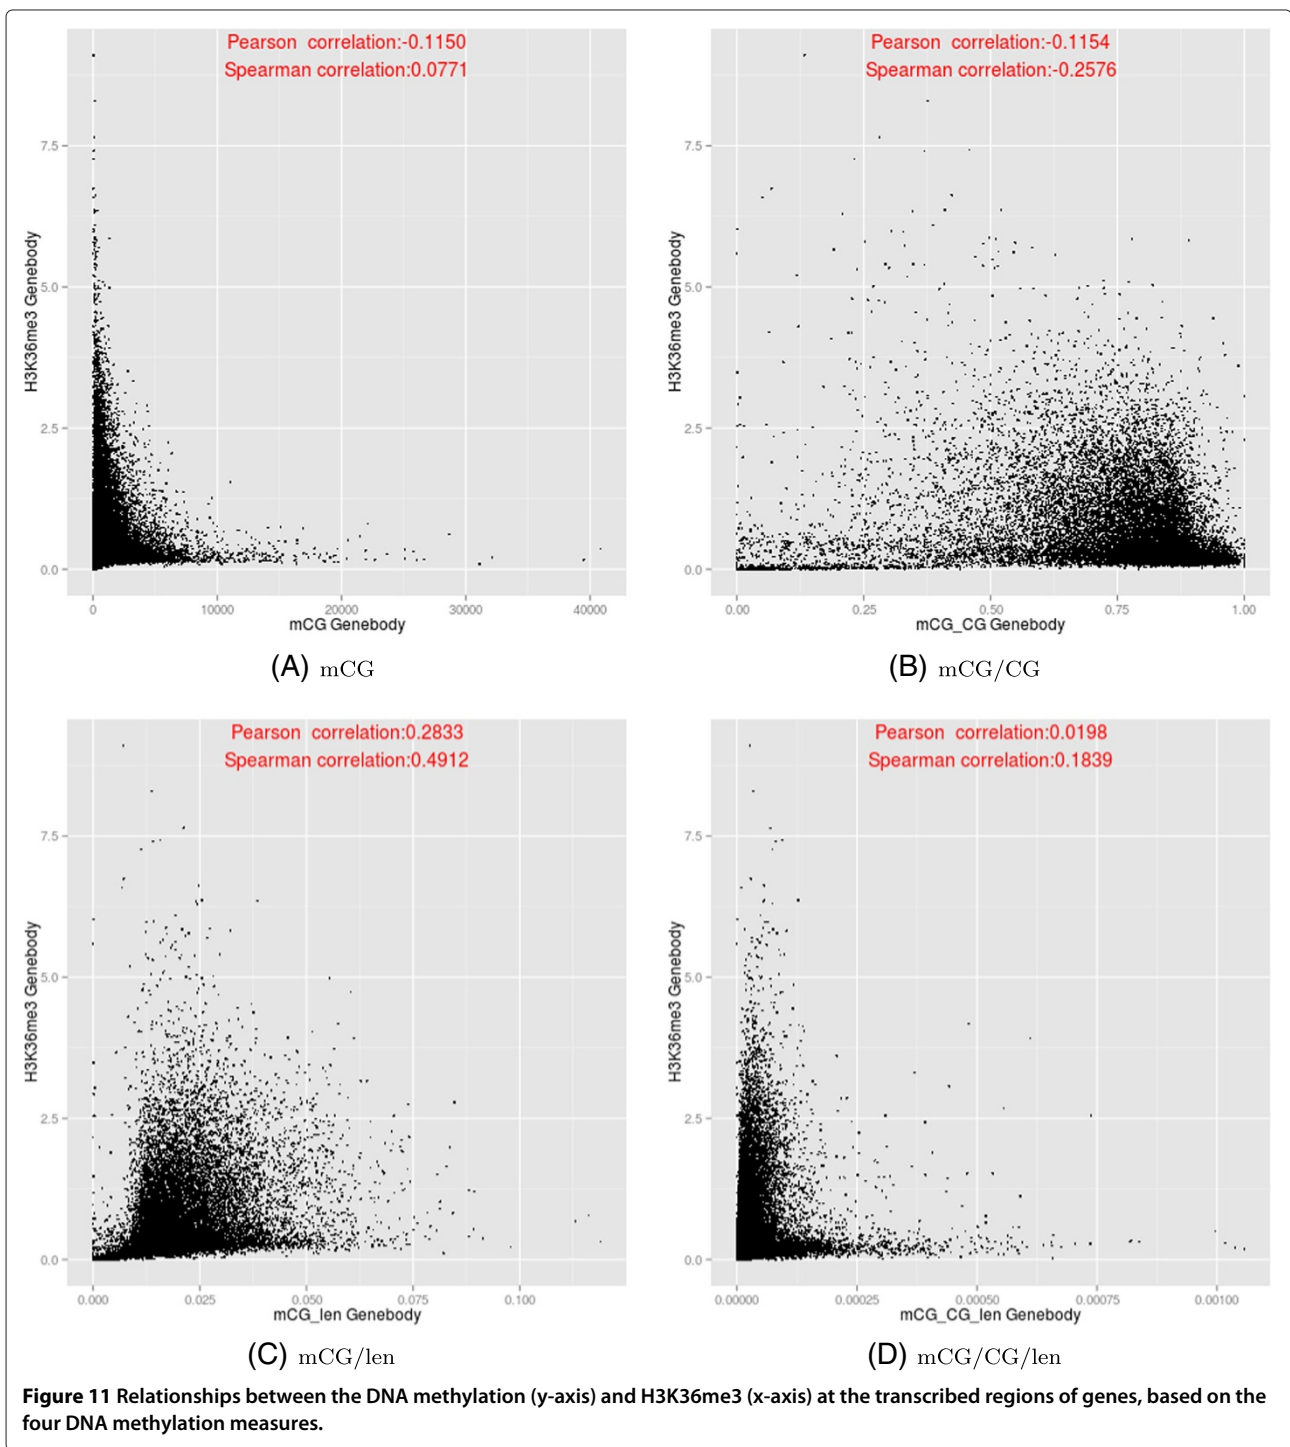 Pearson correlation:-0.1150
Spearman correlation:0.0771
7.5
5.0
2.5
0.0
H3K36me3 Genebody
0 10000 20000 30000 40000
mCG Genebody
(A) mCG
Pearson correlation:-0.1154
Spearman correlation:-0.2576
7.5
5.0
2.5
0.0
H3K36me3 Genebody
0.00 0.25 0.50 0.75 1.00
mCG_CG Genebody
(B) mCG/CG
Pearson correlation:0.2833
Spearman correlation:0.4912
7.5
5.0
2.5
0.0
H3K36me3 Genebody
0.000 0.025 0.050 0.075 0.100
mCG_len Genebody
(C) mCG/len
Pearson correlation:0.0198
Spearman correlation:0.1839
7.5
5.0
2.5
0.0
H3K36me3 Genebody
0.00000 0.00025 0.00050 0.00075 0.00100
mCG_CG_len Genebody
(D) mCG/CG/len
Figure 11 Relationships between the DNA methylation (y-axis) and H3K36me3 (x-axis) at the transcribed regions of genes, based on the
four DNA methylation measures.